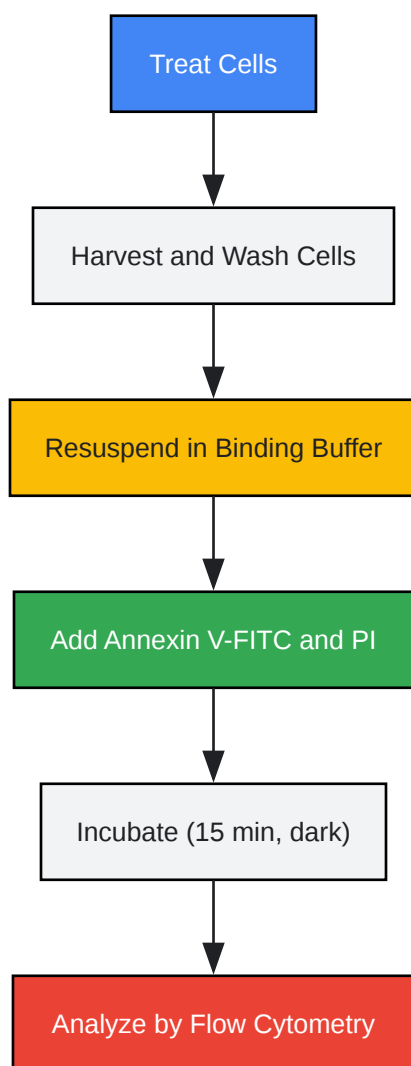 Treat Cells
Harvest and Wash Cells
Resuspend in Binding Buffer
Add Annexin V-FITC and PI
Incubate (15 min, dark)
Analyze by Flow Cytometry